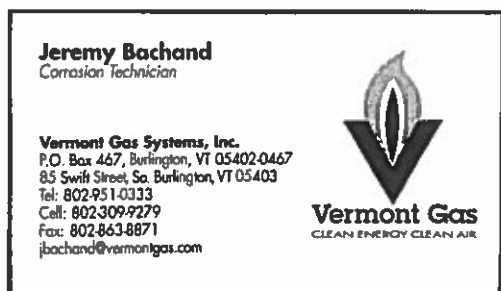 Jeremy Bachand
Corrosion Technician
Vermont Gas Systems, Inc.
P.O. Box 467, Burlington, VT 05402-0467
85 Swift Street, So. Burlington, VT 05403
Tel: 802-951-0333
Cell: 802-309-9279
Fax: 802-863-8871
jbachand@vermontgas.com
Vermont Gas
CLEAN ENERGY CLEAN AIR